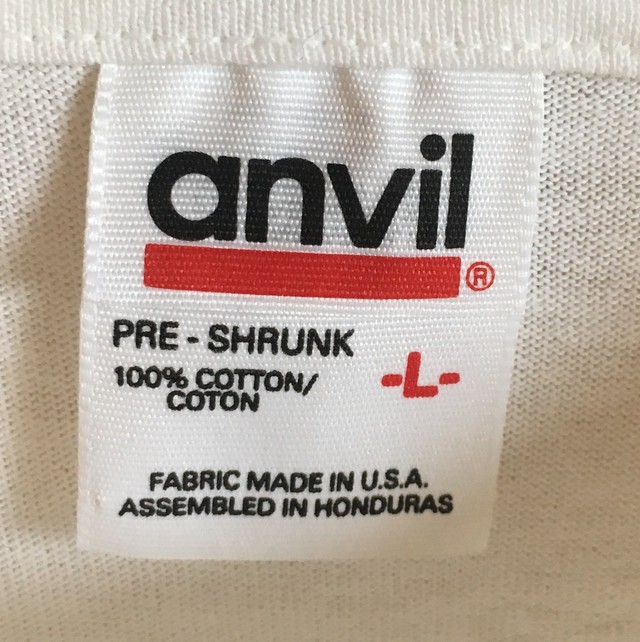 anvil®
PRE - SHRUNK
100% COTTON/
COTON
-L-
FABRIC MADE IN U.S.A.
ASSEMBLED IN HONDURAS